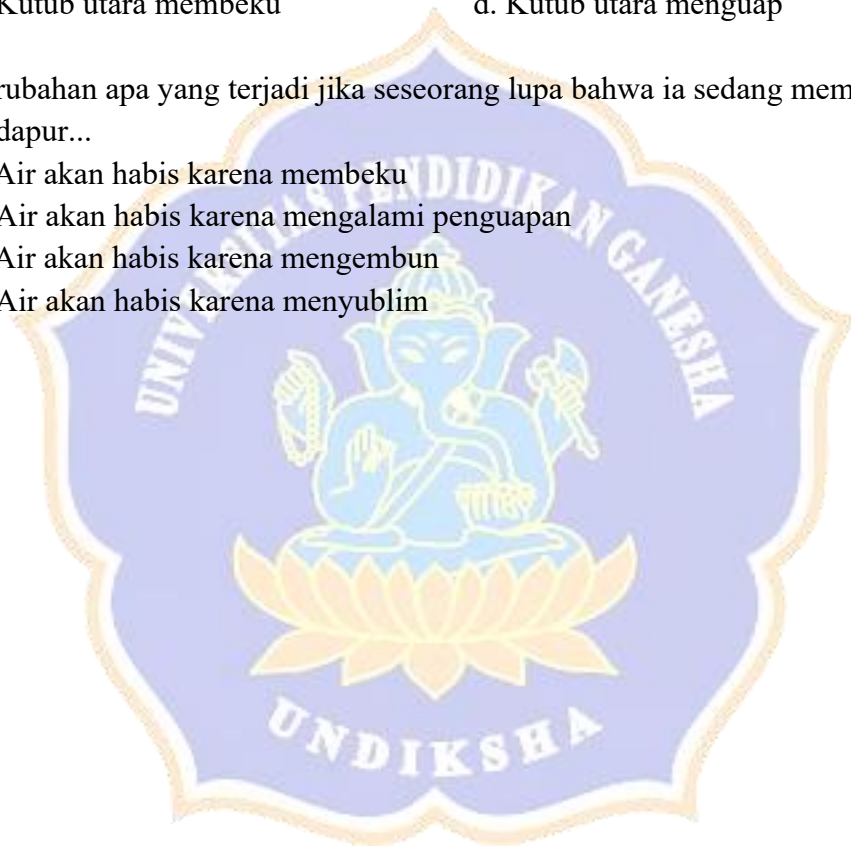 Kutub utara membeku d. Kutub utara menguap
rubahan apa yang terjadi jika seseorang lupa bahwa ia sedang mem
dapur...
Air akan habis karena membeku
Air akan habis karena mengalami penguapan
Air akan habis karena mengembun
Air akan habis karena menyublim
UNIVERSITAS PENDIDIKAN GANESHA
UNDIKSHA